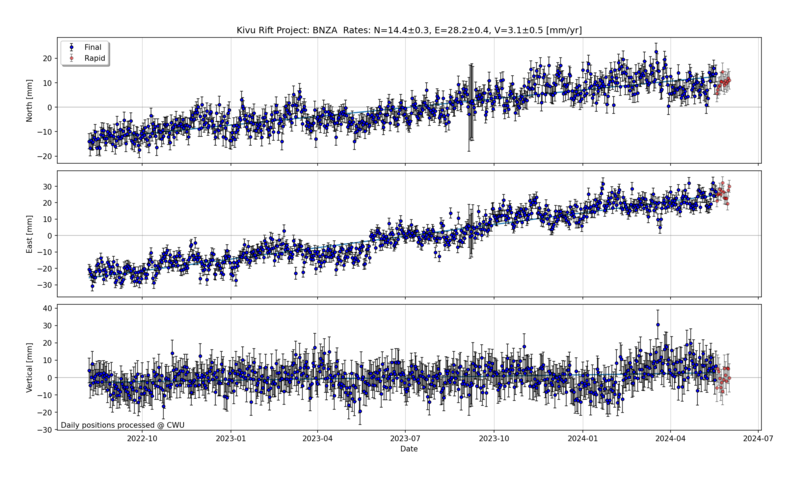 Kivu Rift Project: BNZA  Rates: N=14.4±0.3, E=28.2±0.4, V=3.1±0.5 [mm/yr]
Final
Rapid
North [mm]
20
10
0
−10
−20
East [mm]
30
20
10
0
−10
−20
−30
Vertical [mm]
40
30
20
10
0
−10
−20
−30
Daily positions processed @ CWU
2022-10 2023-01 2023-04 2023-07 2023-10 2024-01 2024-04 2024-07
Date